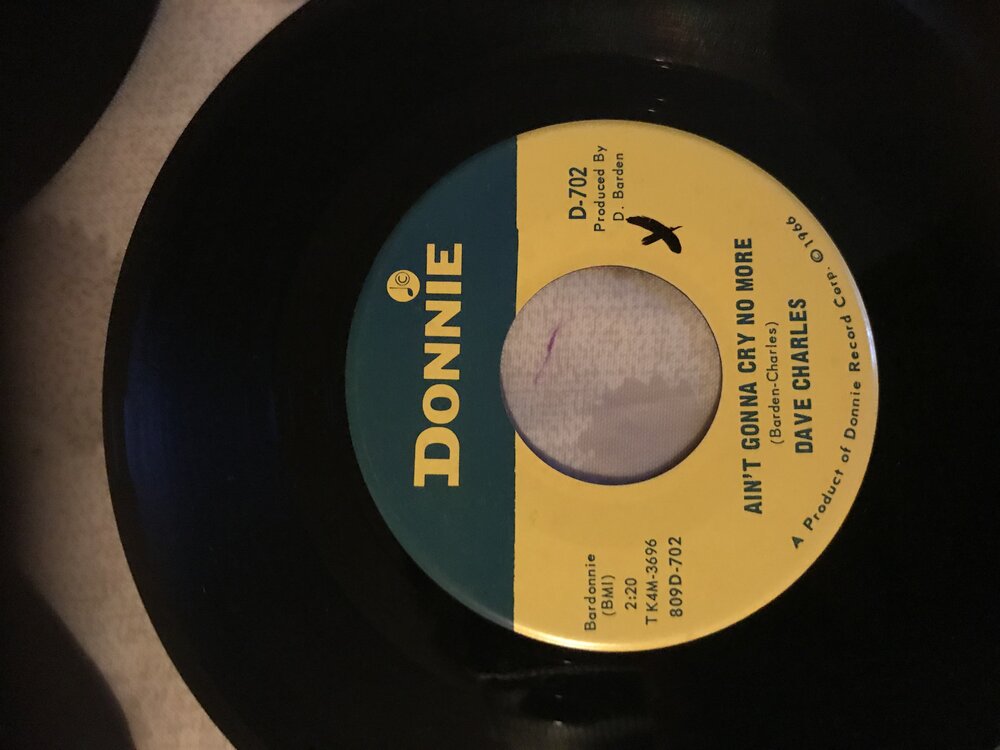 DONNIE
Bardonnie
(BMI)
2:20
TK4M-3696
809D-702
D-702
Produced By
D. Barden
AIN'T GONNA CRY NO MORE
(Barden-Charles)
DAVE CHARLES
A Product of Donnie Record Corp. ©1966